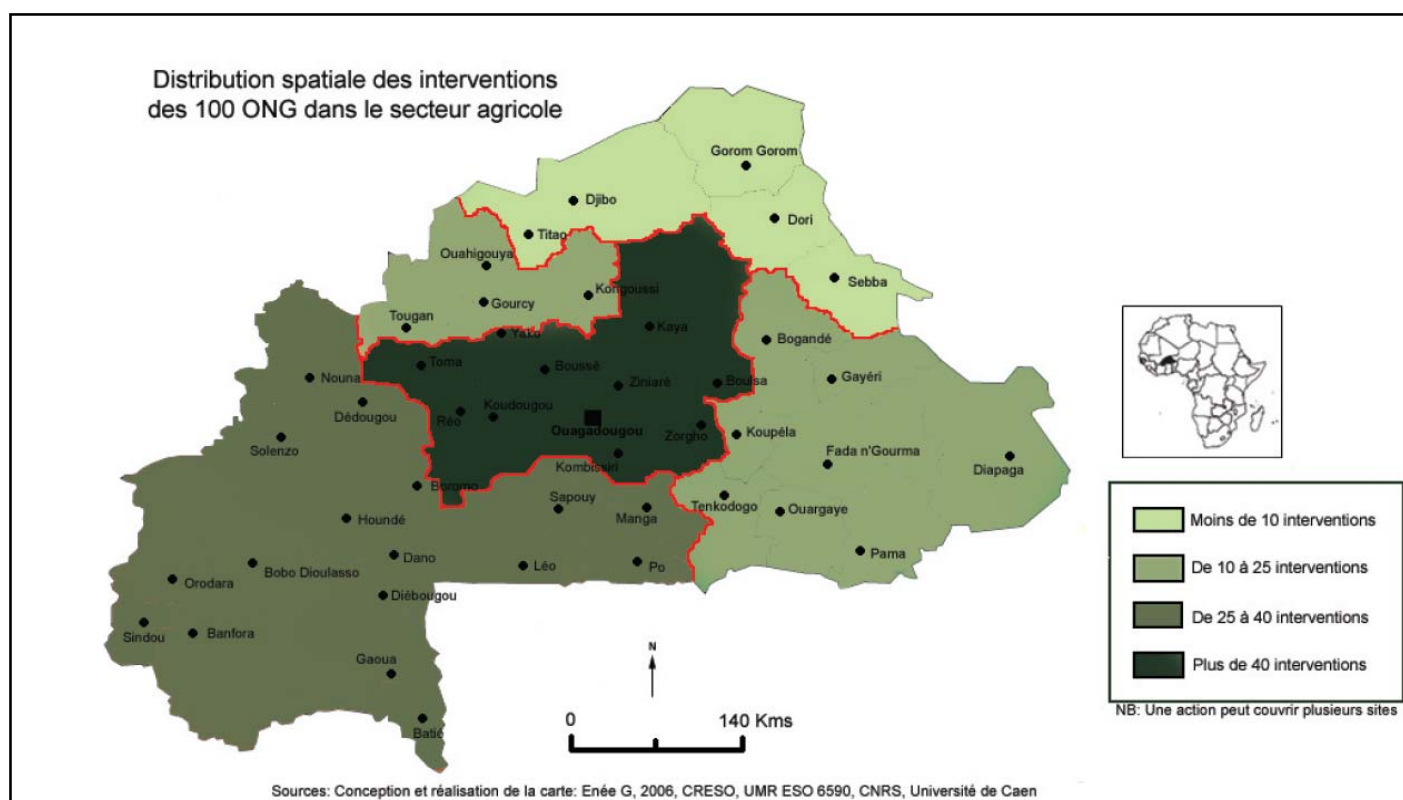 Distribution spatiale des interventions
des 100 ONG dans le secteur agricole
Gorom Gorom
Djibo
Dori
Titao
Ouahigouya
Sebba
Kongoussi
Gourcy
Tougan
Yako
Kaya
Bogandé
Toma
Boussé
Nouna
Ziniaré
Boulsa
Gayéri
Dédougou
Réo
Koudougou
Ouagadougou
Zorgho
Koupéla
Solenzo
Kombissiri
Fada n'Gourma
Diapaga
Boromo
Sapouy
Manga
Tenkodogo
Ouargaye
Houndé
Dano
Léo
Po
Pama
Bobo Dioulasso
Orodara
Diébougou
Sindou
Banfora
Gaoua
Batié
N
0 140 Kms
Moins de 10 interventions
De 10 à 25 interventions
De 25 à 40 interventions
Plus de 40 interventions
NB: Une action peut couvrir plusieurs sites
Sources: Conception et réalisation de la carte: Enée G, 2006, CRESO, UMR ESO 6590, CNRS, Université de Caen